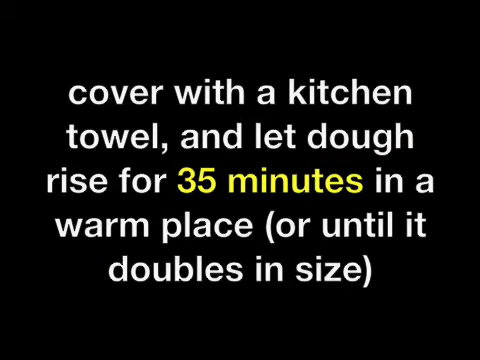 cover with a kitchen
towel, and let dough
rise for 35 minutes in a
warm place (or until it
doubles in size)